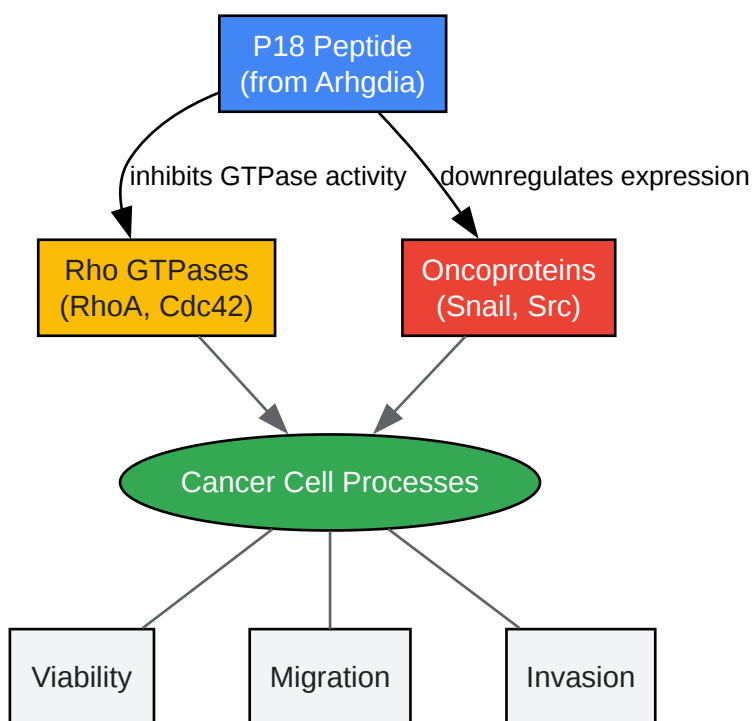 P18 Peptide
(from Arhgdia)
inhibits GTPase activity
downregulates expression
Rho GTPases
(RhoA, Cdc42)
Oncoproteins
(Snail, Src)
Cancer Cell Processes
Viability
Migration
Invasion